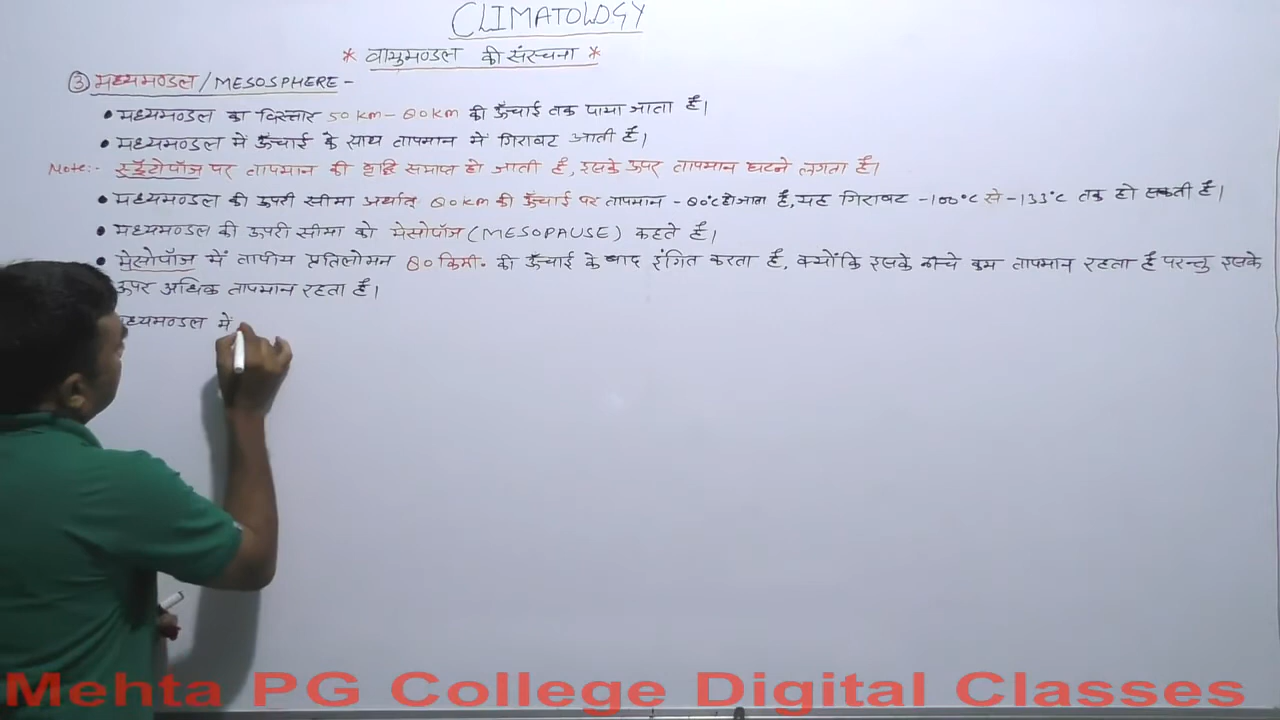 CLIMATOLOGY
* वायुमण्डल की संरचना *
③ मध्यमण्डल / MESOSPHERE -
• मध्यमण्डल का विस्तार 50 km - 80 km की ऊँचाई तक पाया जाता है।
• मध्यमण्डल में ऊँचाई के साथ तापमान में गिरावट आती है।
Note:- स्ट्रैटोपॉज पर तापमान की वृद्धि समाप्त हो जाती है, इसके ऊपर तापमान घटने लगता है।
• मध्यमण्डल की ऊपरी सीमा अर्थात् 80 km की ऊँचाई पर तापमान -80°c हो जाता है, यह गिरावट -100°c से -133°c तक हो सकती है।
• मध्यमण्डल की ऊपरी सीमा को मेसोपॉज (MESOPAUSE) कहते हैं।
• मेसोपॉज में तापीय प्रतिलोमन 80 किमी. की ऊँचाई के बाद इंगित करता है, क्योंकि इसके नीचे कम तापमान रहता है परन्तु इसके
ऊपर अधिक तापमान रहता है।
मध्यमण्डल में
Mehta PG College Digital Classes